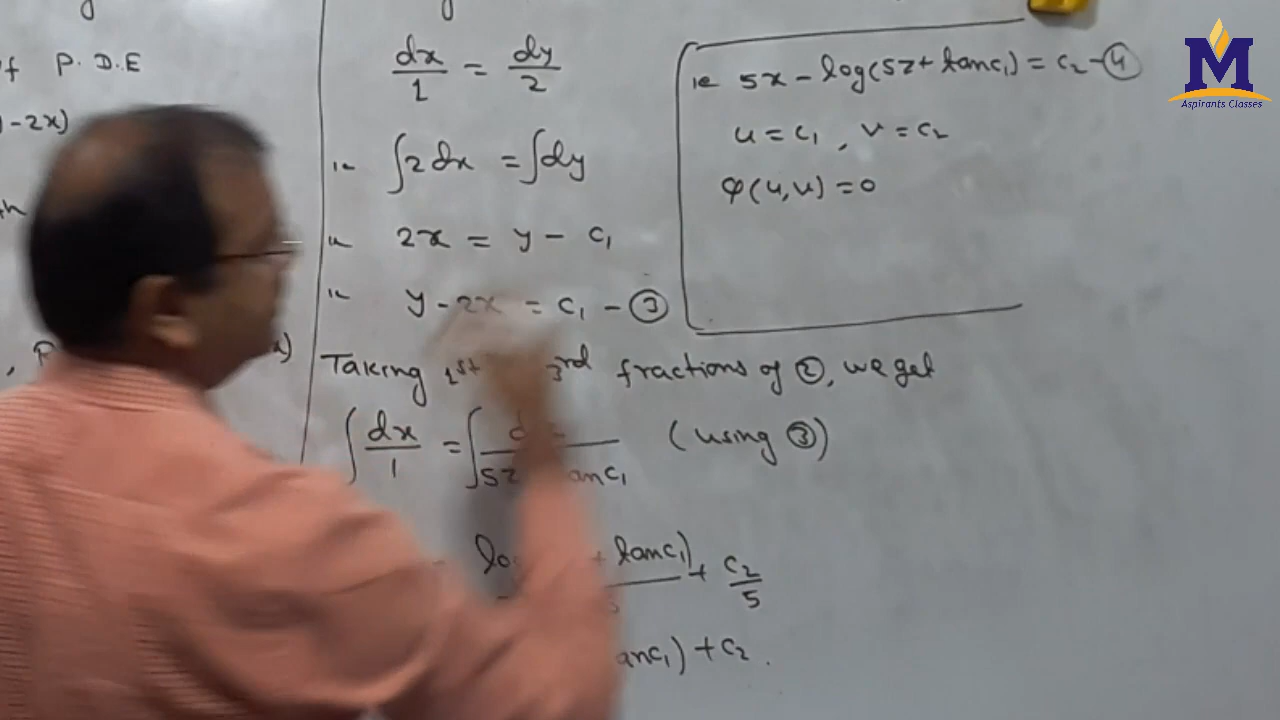 of P.D.E
-2x)
dx/1 = dy/2
ie ∫2dx = ∫dy
ie 2x = y - c₁
ie y - 2x = c₁ - ③
Taking 1st 3rd fractions of ②, we get
∫dx/1 = ∫ d / 5z tanc₁ (using ③)
lo + tanc₁) + c₂/5
anc₁) + c₂.
ie 5x - log(5z + tanc₁) = c₂ - ④
u = c₁, v = c₂
φ(u,v) = 0
M
Aspirants Classes